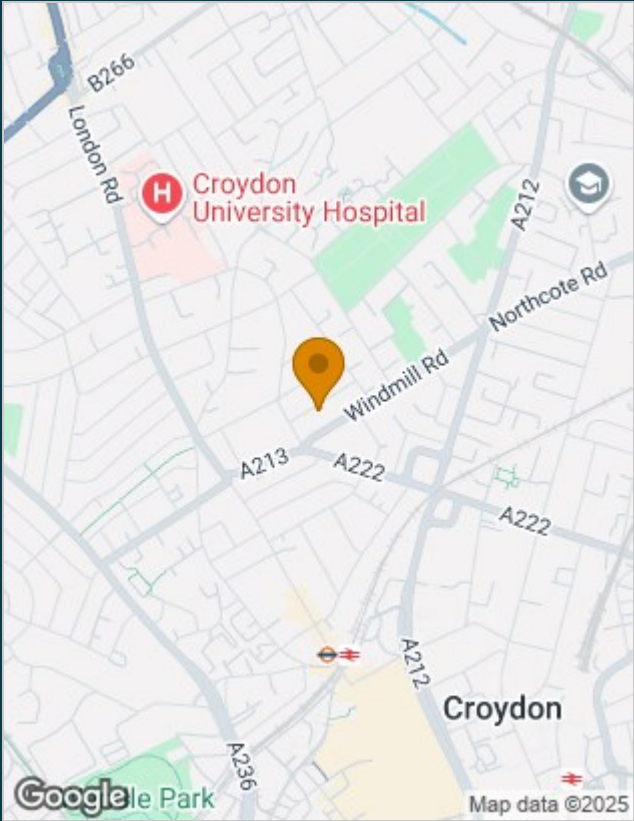 B266
London Rd
H
Croydon
University Hospital
A212
Northcote Rd
Windmill Rd
A213
A222
A222
A212
Croydon
A236
Google
Park
Map data ©2025